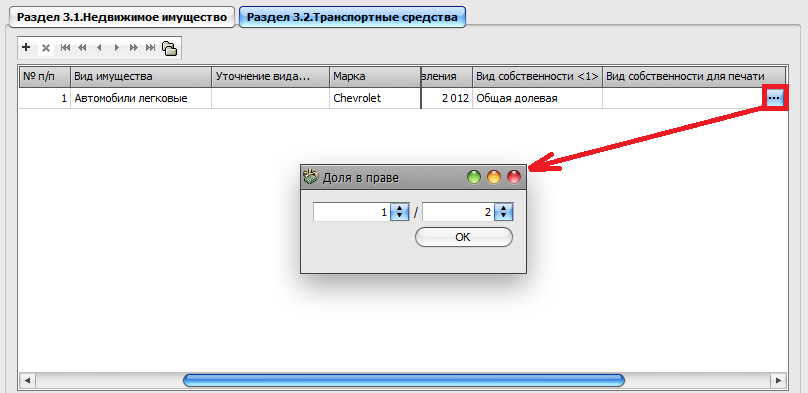 Раздел 3.1.Недвижимое имущество Раздел 3.2.Транспортные средства
№ п/п Вид имущества Уточнение вида... Марка вления Вид собственности <1> Вид собственности для печати
1 Автомобили легковые Chevrolet 2 012 Общая долевая ...
Доля в праве
1 / 2
ОК